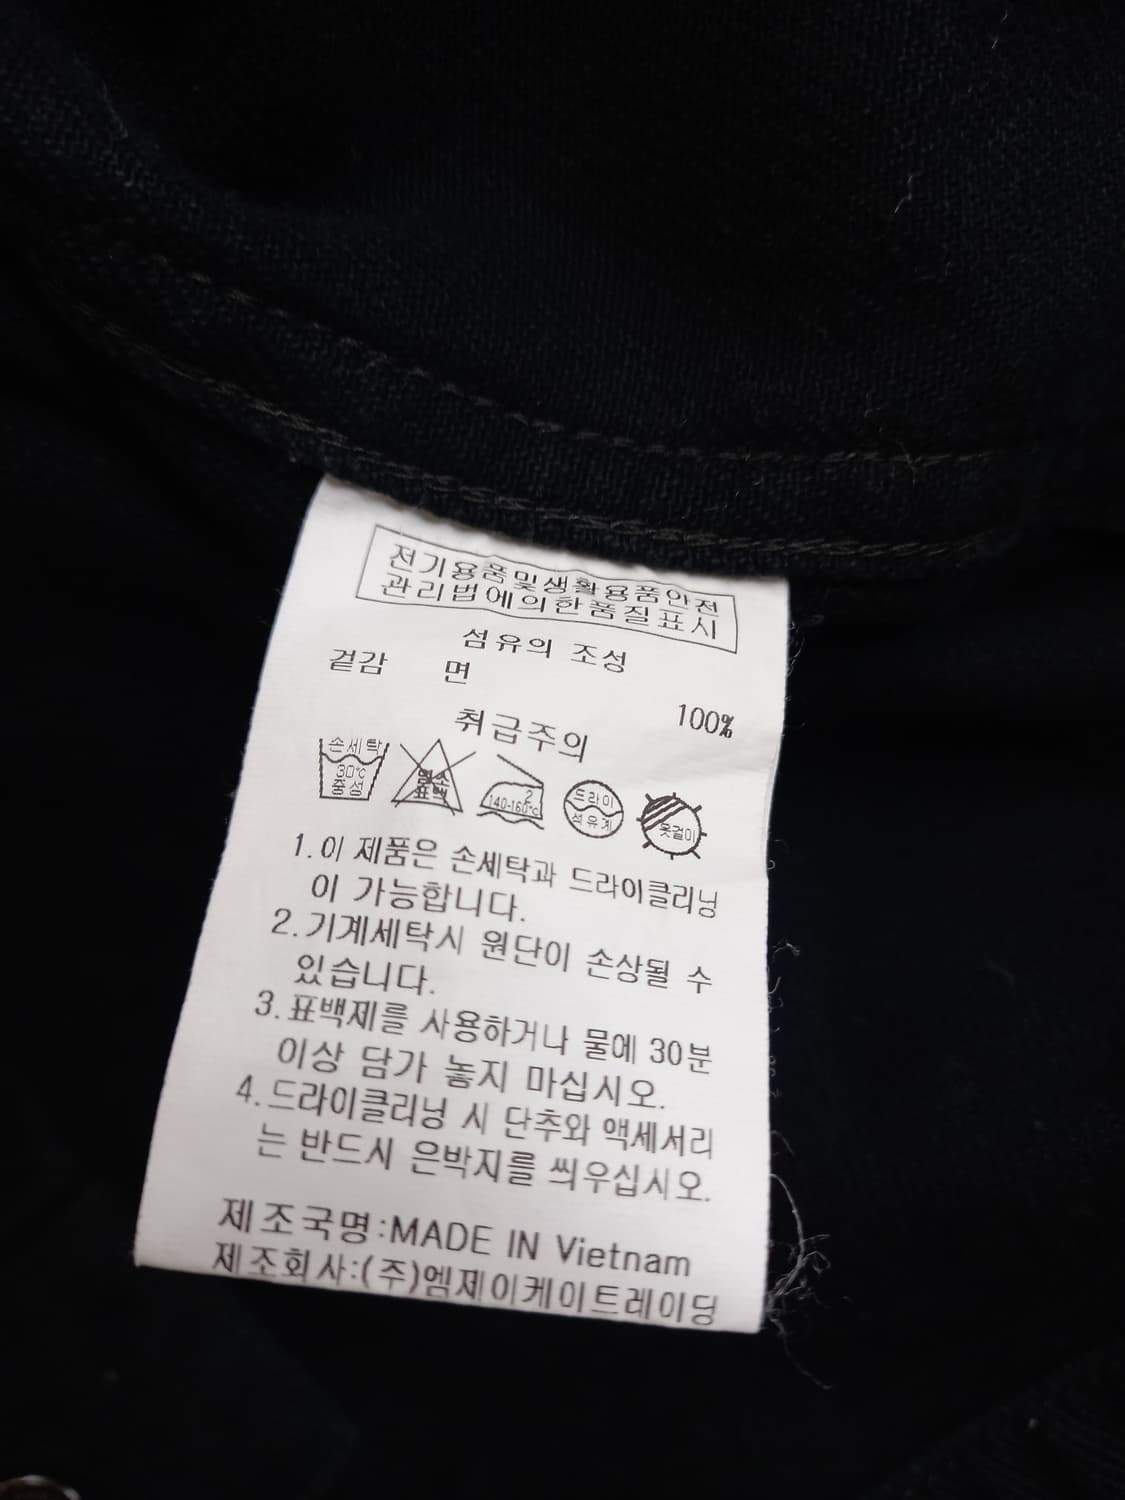 전기용품및생활용품안전
관리법에의한품질표시
섬유의 조성
겉감 면 100%
취급주의
손세탁 30℃ 중성
염소 표백
2 140-160℃
드라이 석유계
옷걸이
1.이 제품은 손세탁과 드라이클리닝
이 가능합니다.
2.기계세탁시 원단이 손상될 수
있습니다.
3.표백제를 사용하거나 물에 30분
이상 담가 놓지 마십시오.
4.드라이클리닝 시 단추와 액세서리
는 반드시 은박지를 씌우십시오.
제조국명:MADE IN Vietnam
제조회사:(주)엠제이케이트레이딩